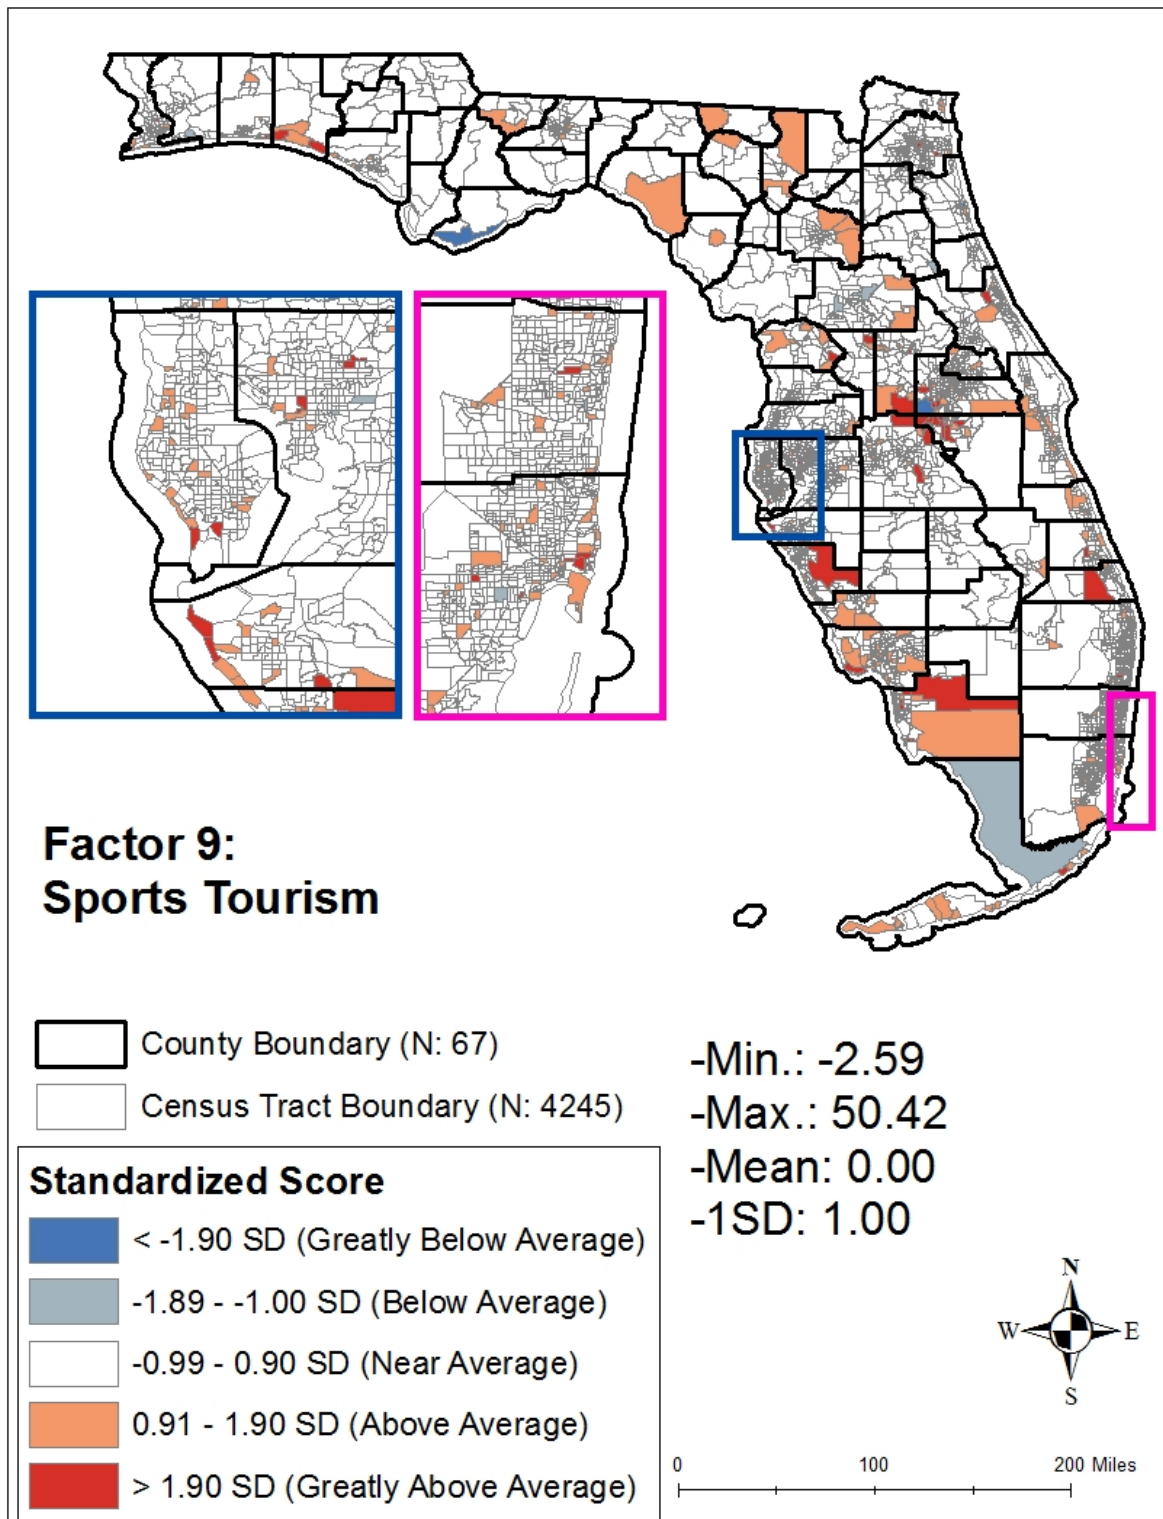 Factor 9:
Sports Tourism
County Boundary (N: 67)
Census Tract Boundary (N: 4245)
-Min.: -2.59
-Max.: 50.42
-Mean: 0.00
-1SD: 1.00
Standardized Score
< -1.90 SD (Greatly Below Average)
-1.89 - -1.00 SD (Below Average)
-0.99 - 0.90 SD (Near Average)
0.91 - 1.90 SD (Above Average)
> 1.90 SD (Greatly Above Average)
N
W E
S
0 100 200 Miles